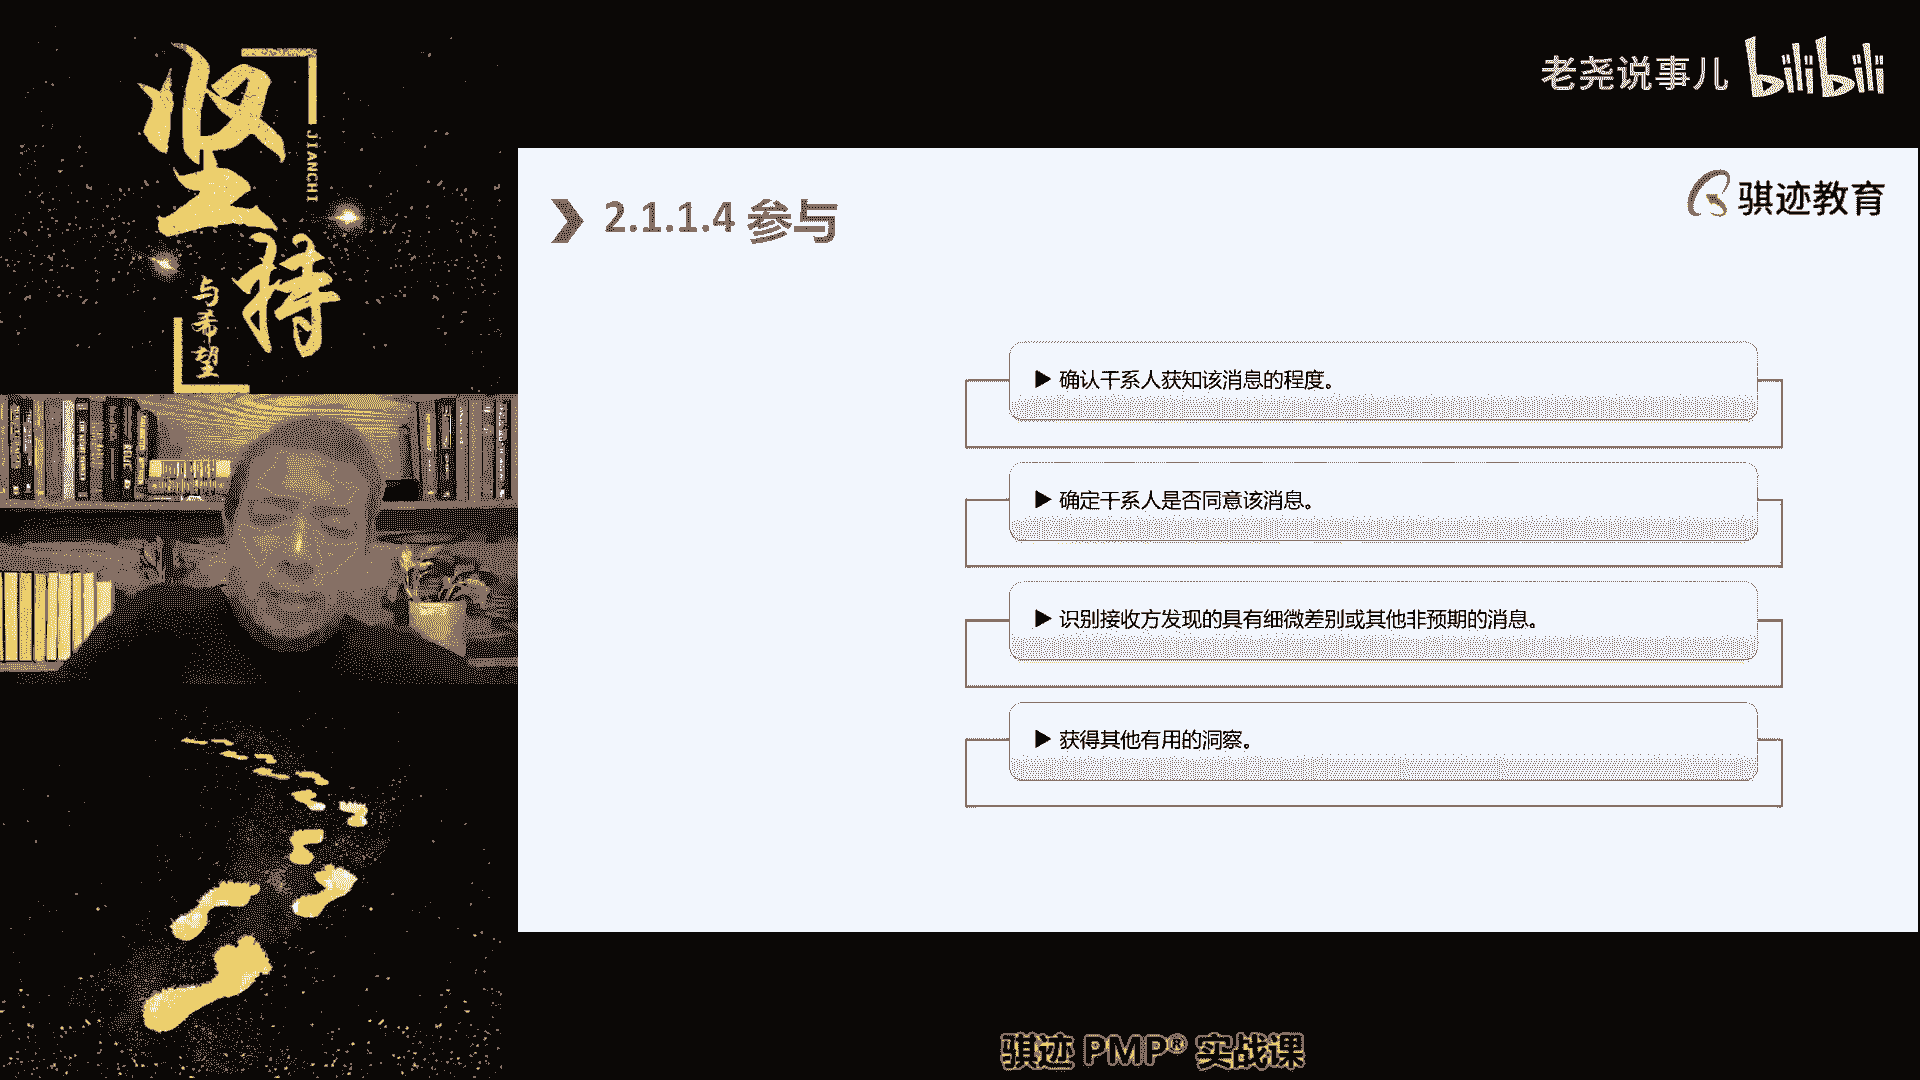 坚持
JIANCHI
与希望
老尧说事儿 bilibili
骐迹教育
2.1.1.4 参与
▶ 确认干系人获知该消息的程度。
▶ 确定干系人是否同意该消息。
▶ 识别接收方发现的具有细微差别或其他非预期的消息。
▶ 获得其他有用的洞察。
骐迹 PMP® 实战课